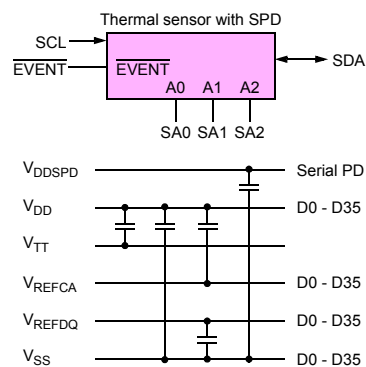 Thermal sensor with SPD
SCL
EVENT EVENT SDA
A0 A1 A2
SA0 SA1 SA2
VDDSPD Serial PD
VDD D0 - D35
VTT
VREFCA D0 - D35
VREFDQ D0 - D35
VSS D0 - D35